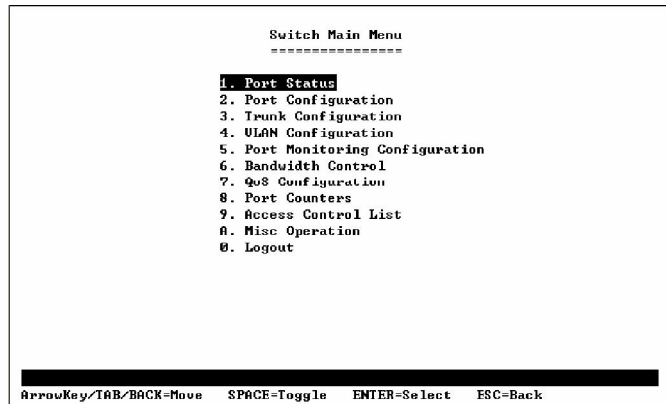 Switch Main Menu
================
1. Port Status
2. Port Configuration
3. Trunk Configuration
4. VLAN Configuration
5. Port Monitoring Configuration
6. Bandwidth Control
7. QoS Configuration
8. Port Counters
9. Access Control List
A. Misc Operation
0. Logout
ArrowKey/TAB/BACK=Move SPACE=Toggle ENTER=Select ESC=Back